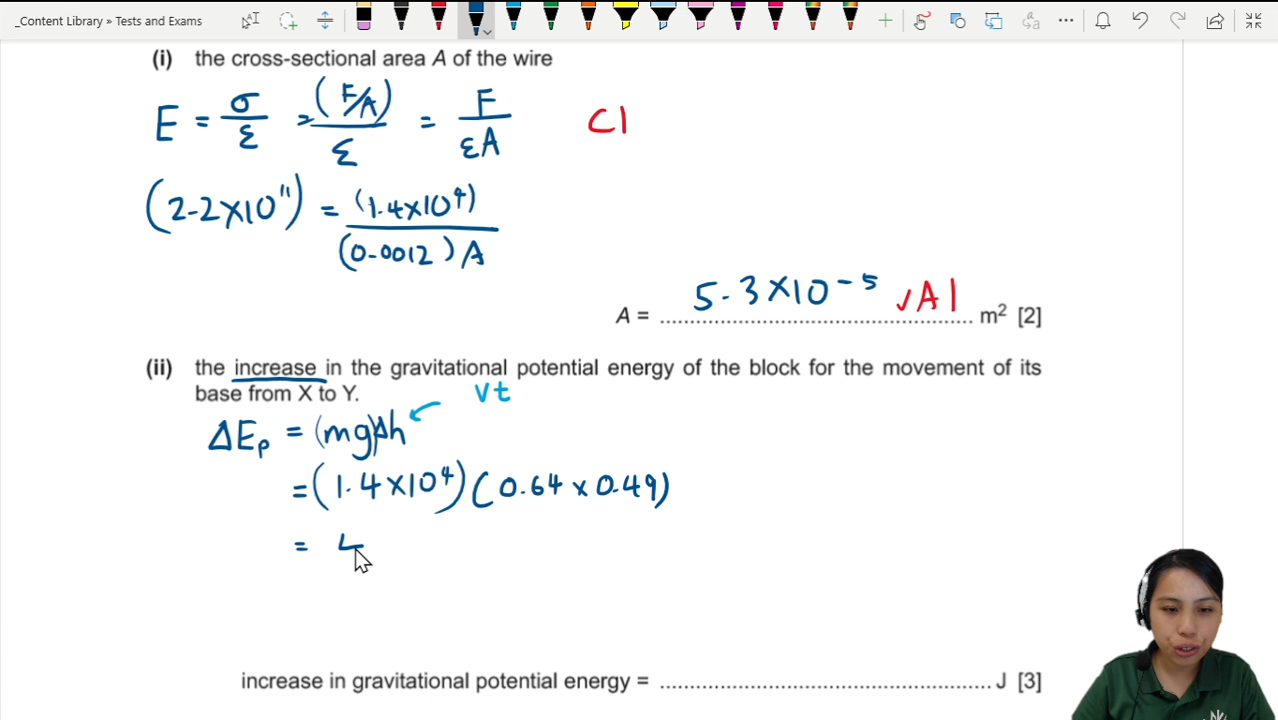 _Content Library » Tests and Exams
(i) the cross-sectional area A of the wire
E = σ/ε = (F/A)/ε = F/εA C1
(2.2×10¹¹) = (1.4×10⁴)/(0.0012)A
A = 5.3×10⁻⁵ ✓A1 m² [2]
(ii) the increase in the gravitational potential energy of the block for the movement of its
base from X to Y.
vt
ΔEₚ = (mg)Δh
= (1.4×10⁴)(0.64×0.49)
= 4
increase in gravitational potential energy = ........ J [3]